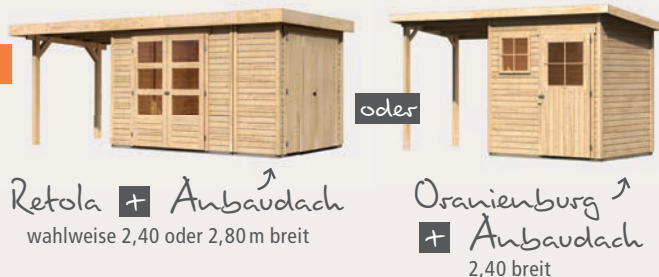 oder
Retola + Anbaudach
wahlweise 2,40 oder 2,80 m breit
Oranienburg
+ Anbaudach
2,40 breit